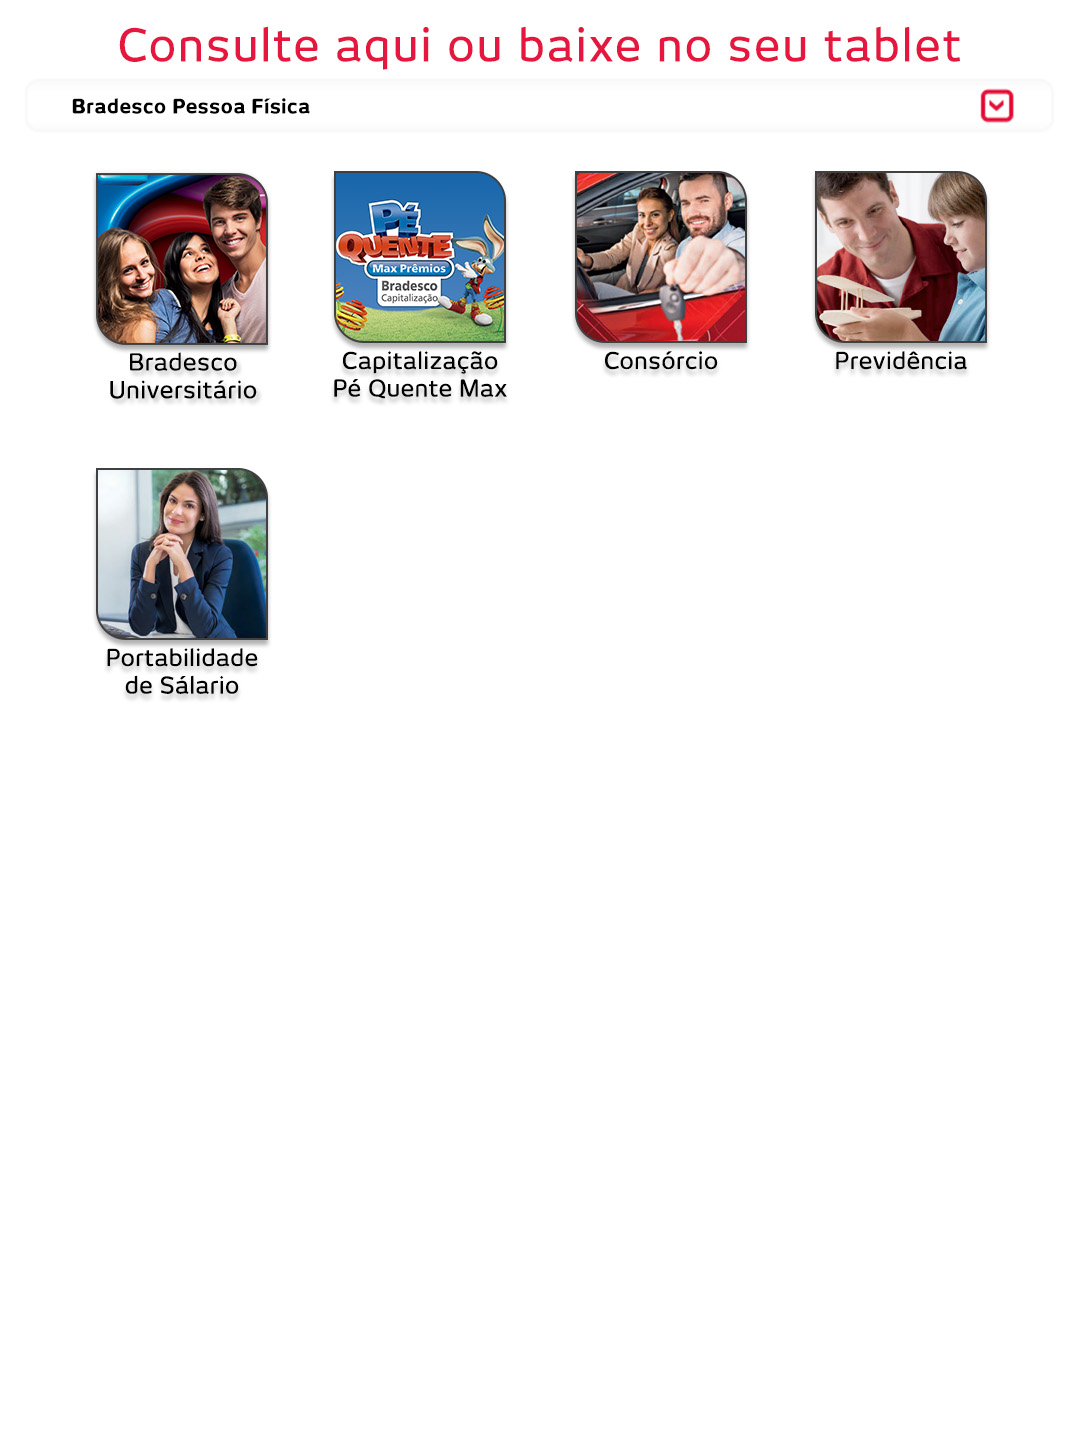 Consulte aqui ou baixe no seu tablet
Bradesco Pessoa Física
PÉ
QUENTE
Max Prêmios
Bradesco
Capitalização
Bradesco
Universitário
Capitalização
Pé Quente Max
Consórcio
Previdência
Portabilidade
de Sálario